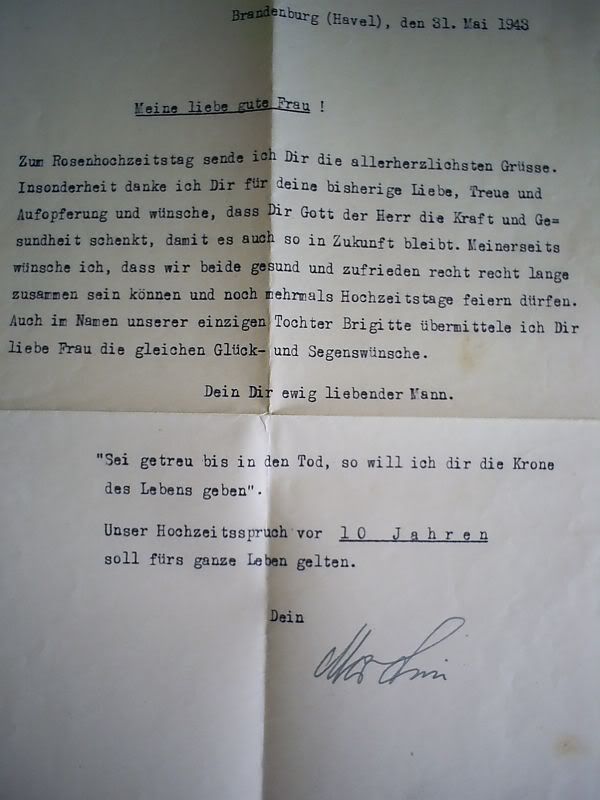 Brandenburg (Havel), den 31. Mai 1943
Meine liebe gute Frau !
Zum Rosenhochzeitstag sende ich Dir die allerherzlichsten Grüsse.
Insonderheit danke ich Dir für deine bisherige Liebe, Treue und
Aufopferung und wünsche, dass Dir Gott der Herr die Kraft und Ge=
sundheit schenkt, damit es auch so in Zukunft bleibt. Meinerseits
wünsche ich, dass wir beide gesund und zufrieden recht recht lange
zusammen sein können und noch mehrmals Hochzeitstage feiern dürfen.
Auch im Namen unserer einzigen Tochter Brigitte übermittele ich Dir
liebe Frau die gleichen Glück- und Segenswünsche.
Dein Dir ewig liebender Mann.
"Sei getreu bis in den Tod, so will ich dir die Krone
des Lebens geben".
Unser Hochzeitsspruch vor 10 Jahren
soll fürs ganze Leben gelten.
Dein